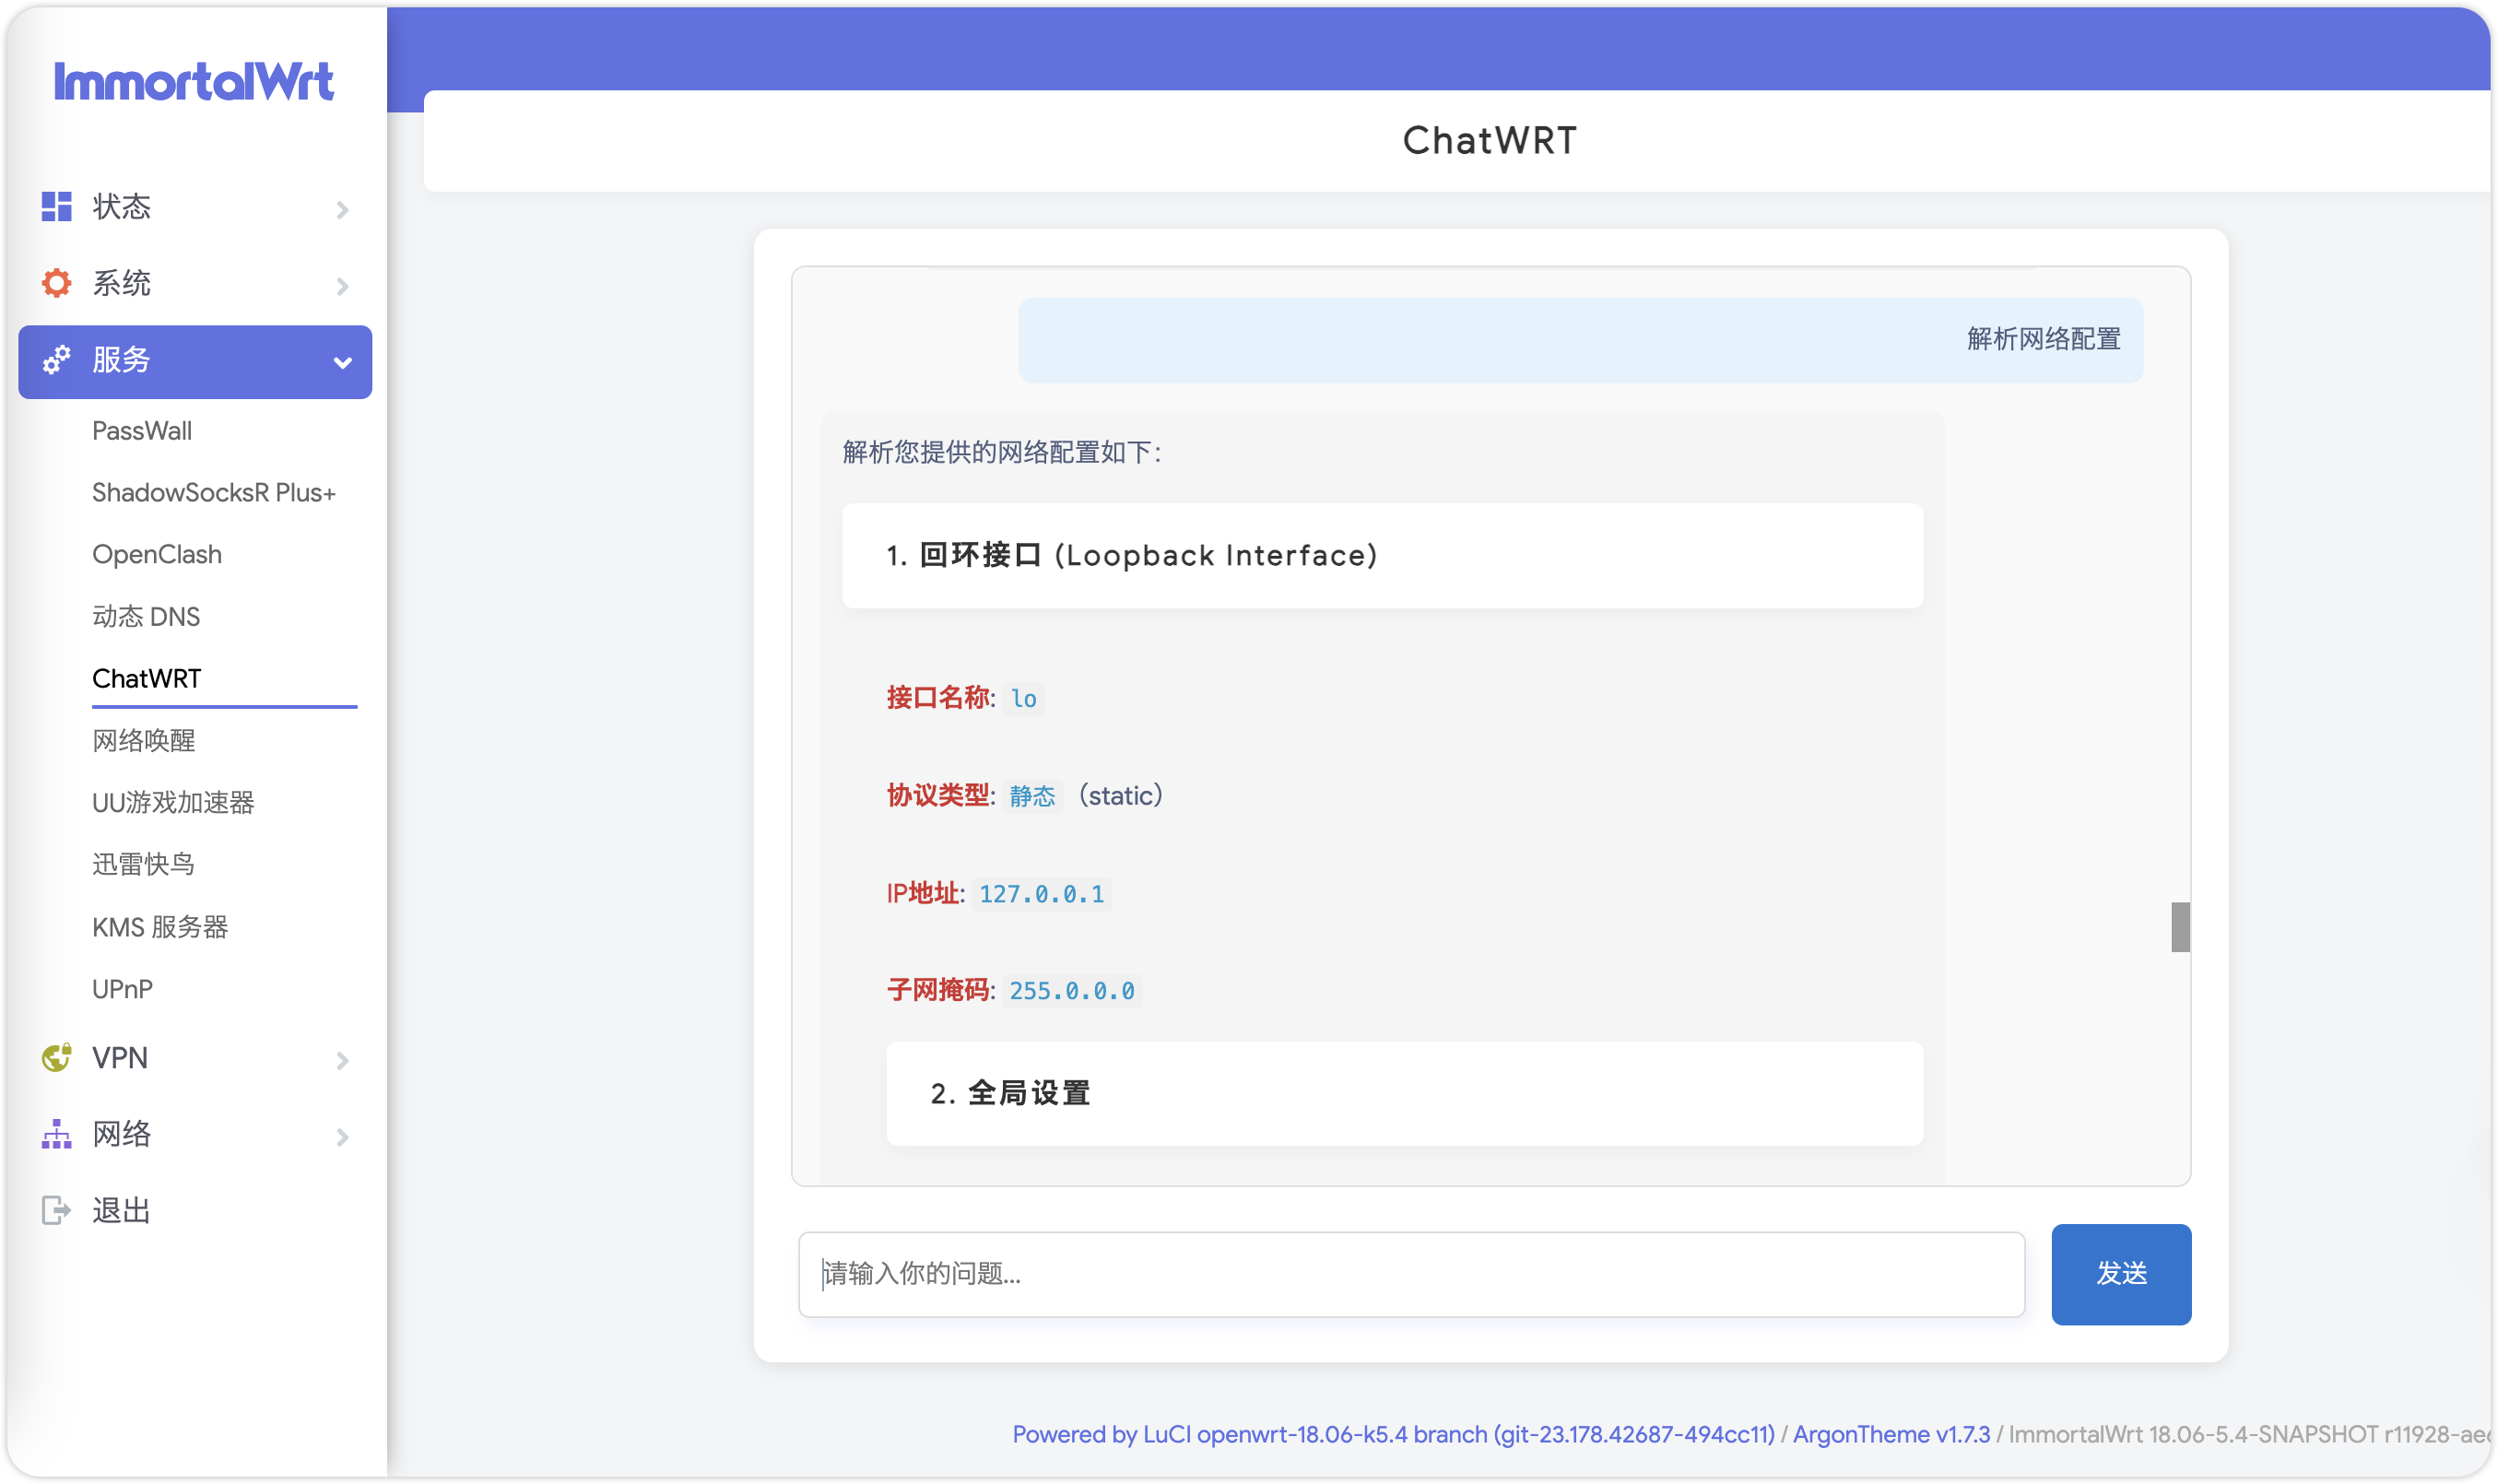 ImmortalWrt
状态
系统
服务
PassWall
ShadowSocksR Plus+
OpenClash
动态 DNS
ChatWRT
网络唤醒
UU游戏加速器
迅雷快鸟
KMS 服务器
UPnP
VPN
网络
退出
ChatWRT
解析网络配置
解析您提供的网络配置如下：
1. 回环接口 (Loopback Interface)
接口名称: lo
协议类型: 静态 （static）
IP地址: 127.0.0.1
子网掩码: 255.0.0.0
2. 全局设置
请输入你的问题...
发送
Powered by LuCI openwrt-18.06-k5.4 branch (git-23.178.42687-494cc11) / ArgonTheme v1.7.3 / ImmortalWrt 18.06-5.4-SNAPSHOT r11928-ae